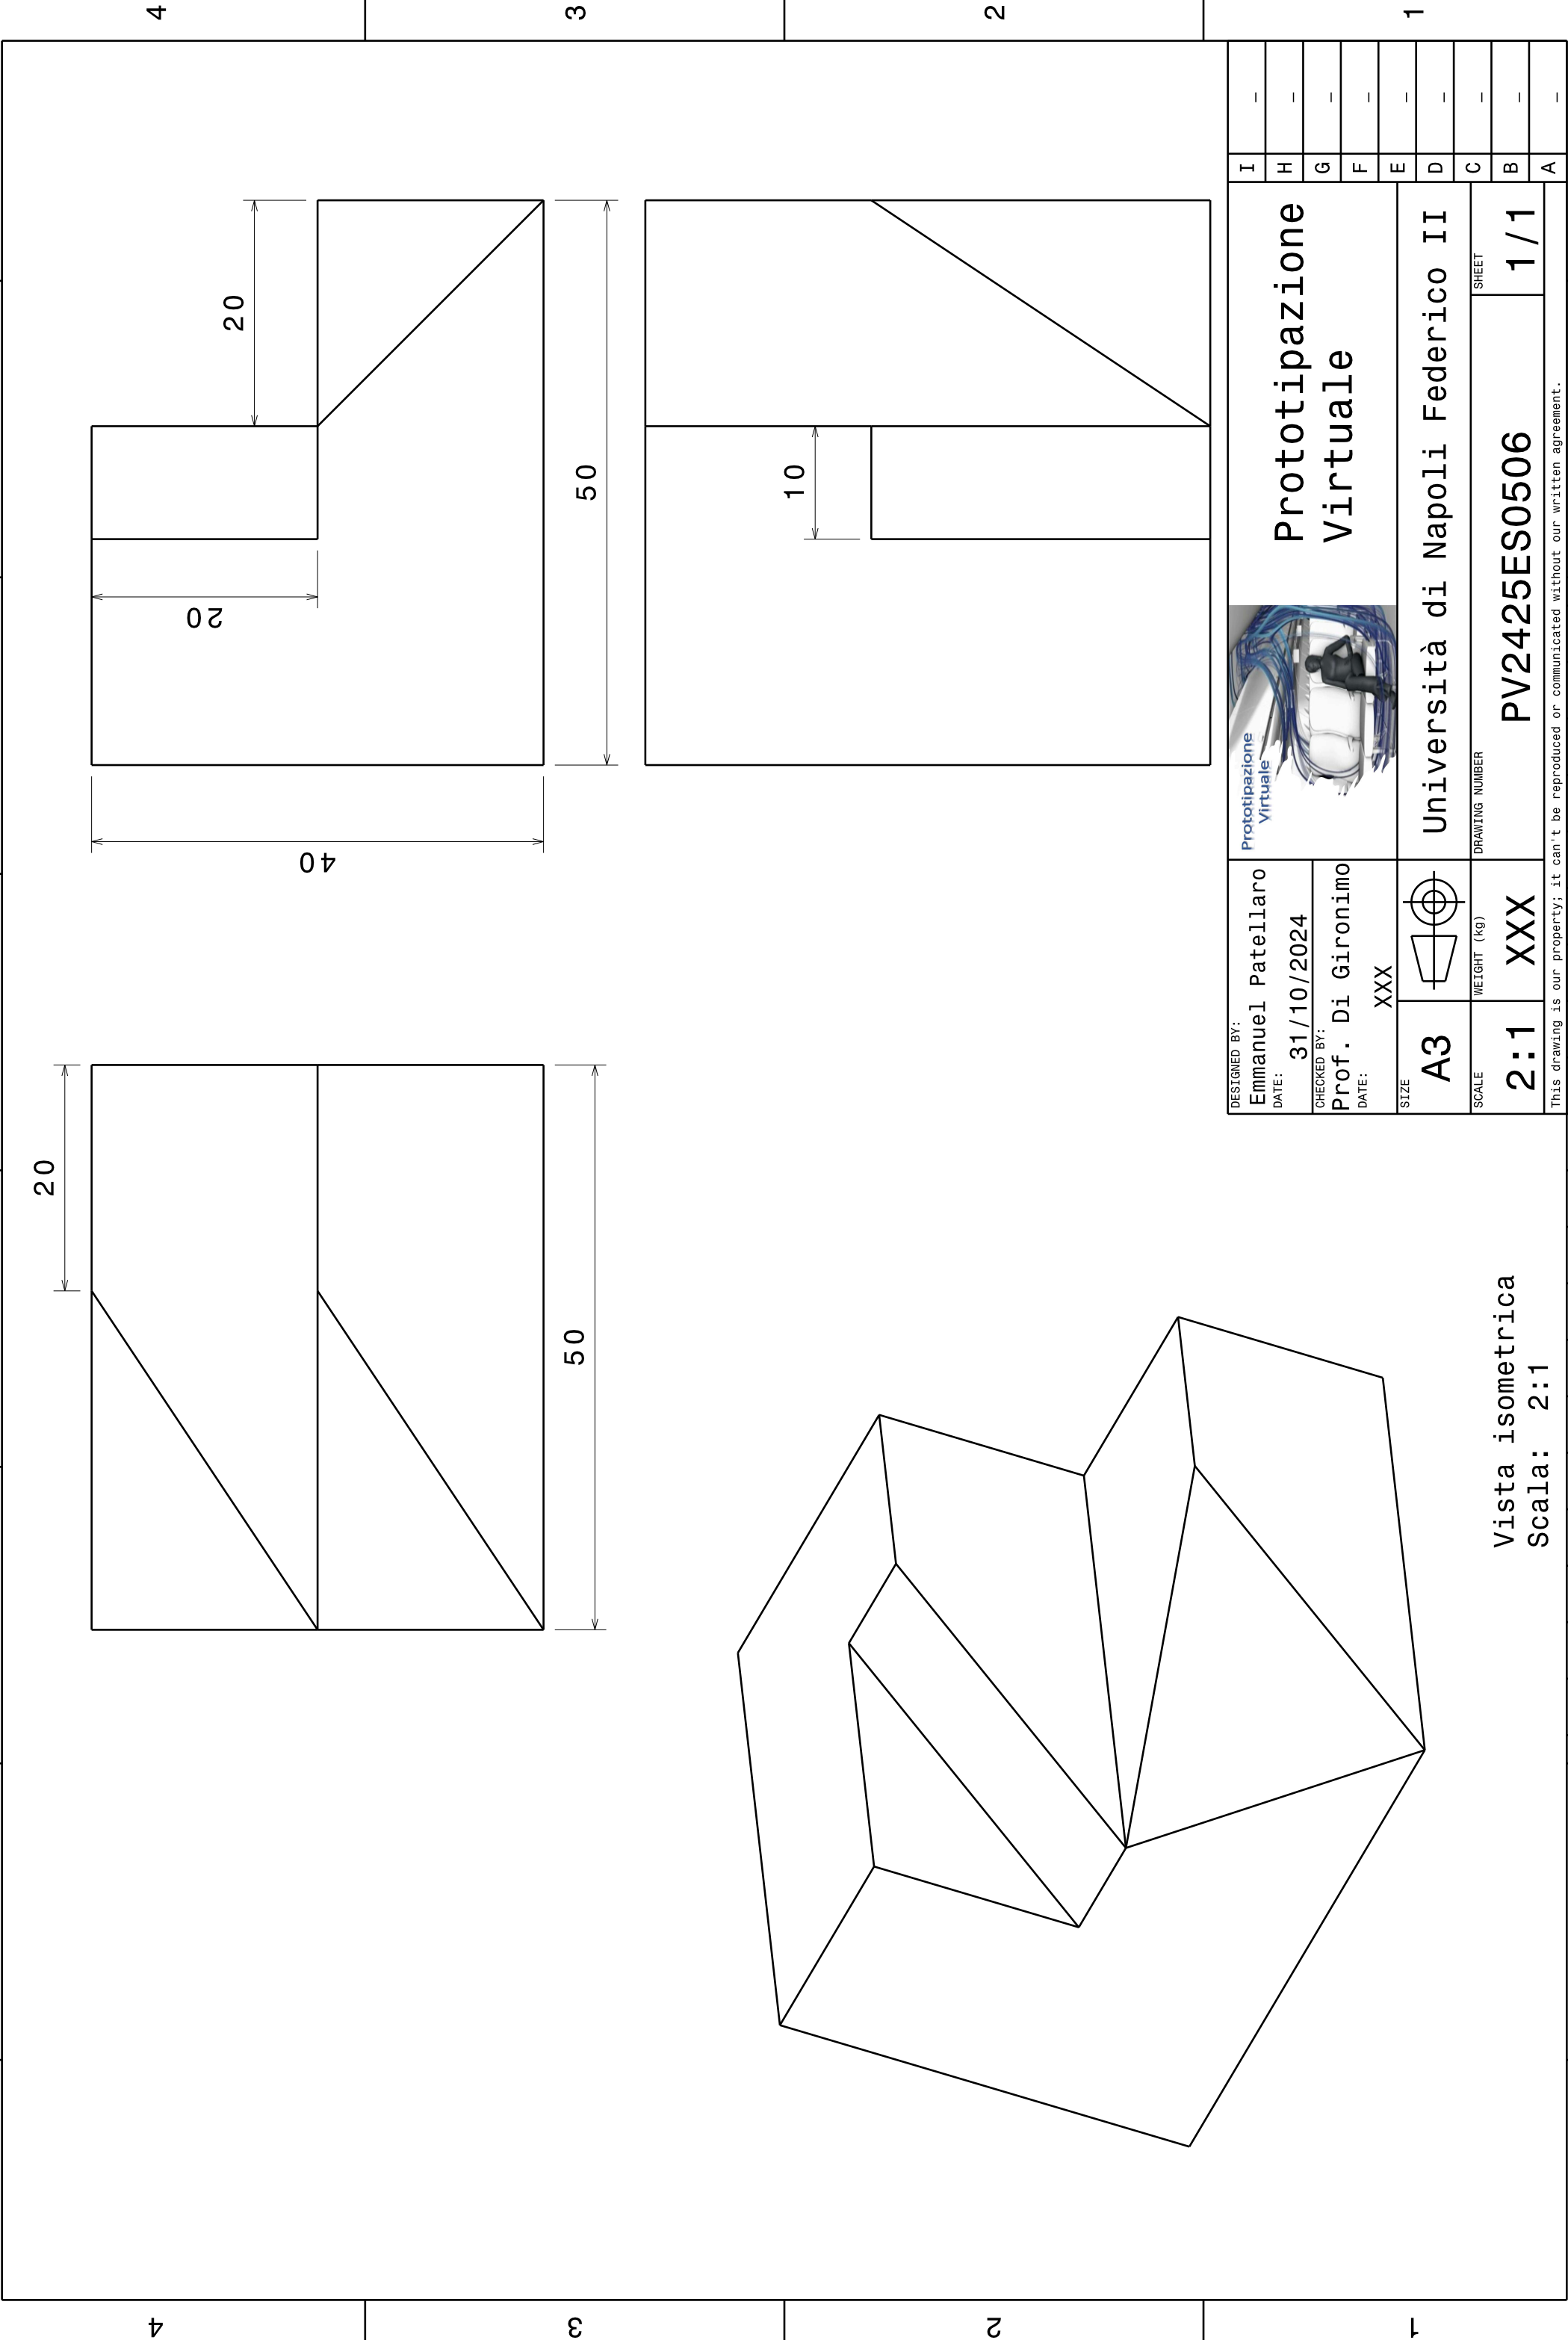 4
3
2
1
20
20
50
40
10
20
50
I –
H –
G –
F –
E –
D –
C –
B –
A –
Prototipazione
Virtuale
Prototipazione
Virtuale
Università di Napoli Federico II
DESIGNED BY:
Emmanuel Patellaro
DATE:
31/10/2024
CHECKED BY:
Prof. Di Gironimo
DATE:
XXX
SIZE
A3
SCALE
2:1
WEIGHT (kg)
XXX
DRAWING NUMBER
PV2425ES0506
SHEET
1/1
This drawing is our property; it can't be reproduced or communicated without our written agreement.
Vista isometrica
Scala: 2:1
4
3
2
1